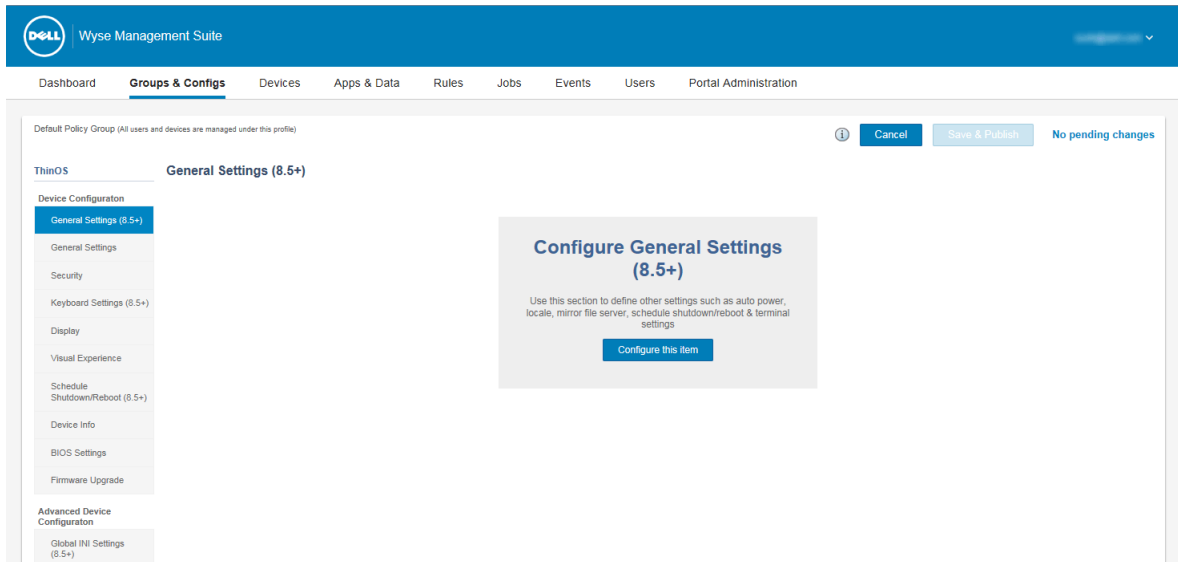 DELL Wyse Management Suite
Dashboard Groups & Configs Devices Apps & Data Rules Jobs Events Users Portal Administration
Default Policy Group (All users and devices are managed under this profile)
i Cancel Save & Publish No pending changes
ThinOS
General Settings (8.5+)
Device Configuraton
General Settings (8.5+)
General Settings
Security
Keyboard Settings (8.5+)
Display
Visual Experience
Schedule
Shutdown/Reboot (8.5+)
Device Info
BIOS Settings
Firmware Upgrade
Advanced Device
Configuraton
Global INI Settings
(8.5+)
Configure General Settings
(8.5+)
Use this section to define other settings such as auto power,
locale, mirror file server, schedule shutdown/reboot & terminal
settings
Configure this item